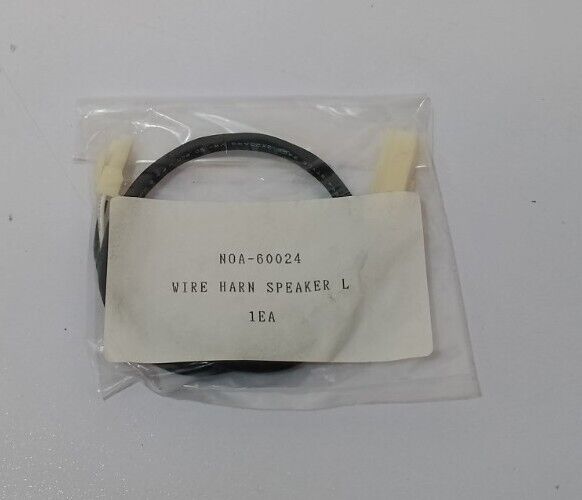 NOA-60024
WIRE HARN SPEAKER L
1EA